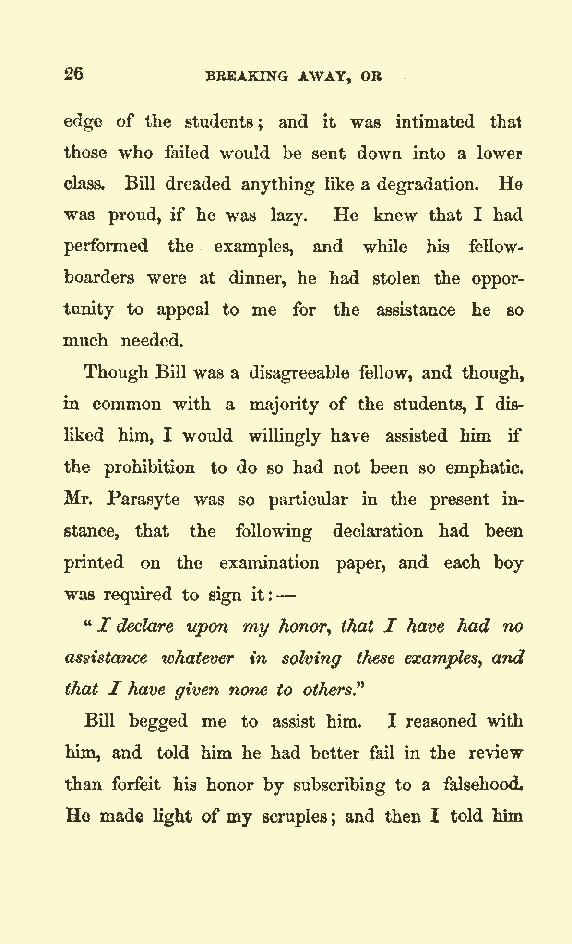 26 BREAKING AWAY, OR
edge of the students; and it was intimated that
those who failed would be sent down into a lower
class. Bill dreaded anything like a degradation. He
was proud, if he was lazy. He knew that I had
performed the examples, and while his fellow-
boarders were at dinner, he had stolen the oppor-
tunity to appeal to me for the assistance he so
much needed.
Though Bill was a disagreeable fellow, and though,
in common with a majority of the students, I dis-
liked him, I would willingly have assisted him if
the prohibition to do so had not been so emphatic.
Mr. Parasyte was so particular in the present in-
stance, that the following declaration had been
printed on the examination paper, and each boy
was required to sign it:—
"I declare upon my honor, that I have had no
assistance whatever in solving these examples, and
that I have given none to others."
Bill begged me to assist him. I reasoned with
him, and told him he had better fail in the review
than forfeit his honor by subscribing to a falsehood.
He made light of my scruples; and then I told him